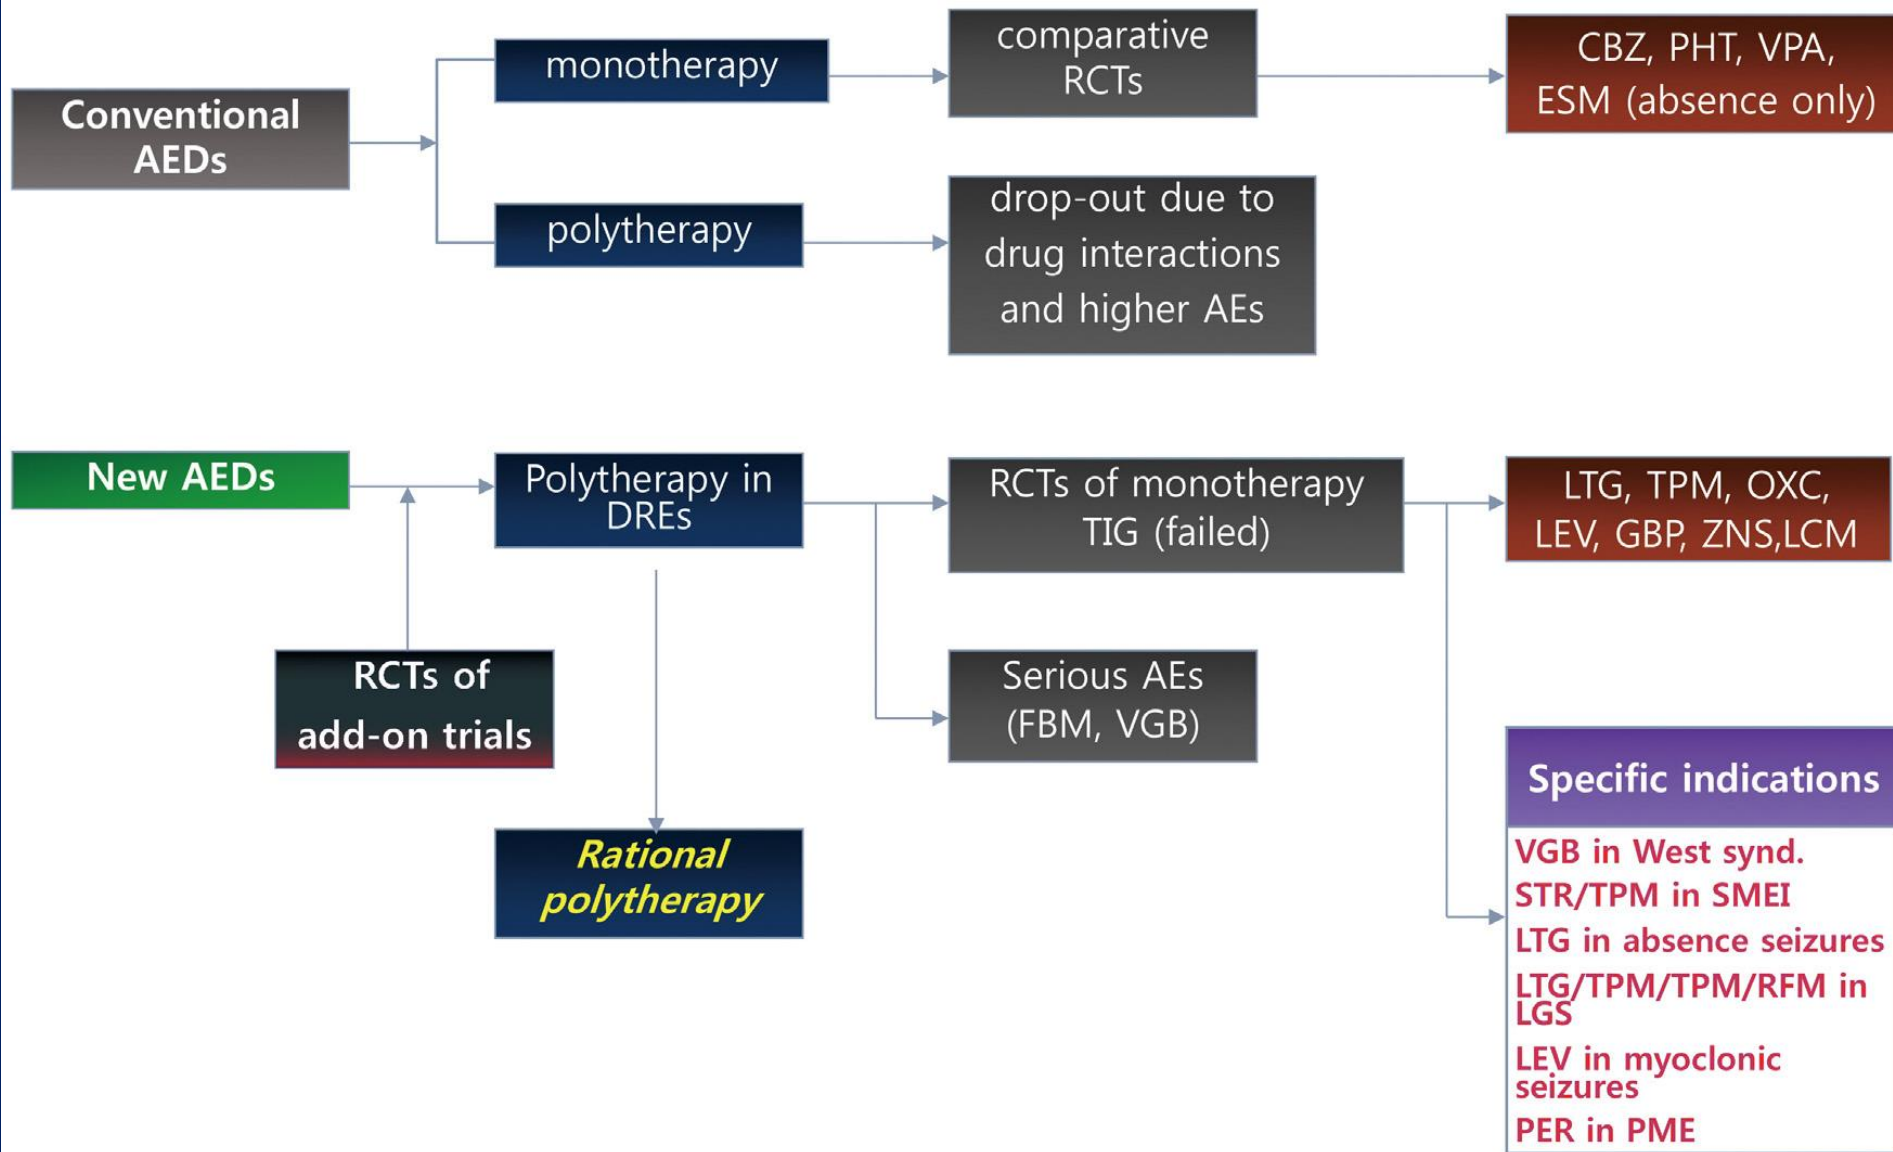 Conventional
AEDs
monotherapy
comparative
RCTs
CBZ, PHT, VPA,
ESM (absence only)
polytherapy
drop-out due to
drug interactions
and higher AEs
New AEDs
Polytherapy in
DREs
RCTs of monotherapy
TIG (failed)
LTG, TPM, OXC,
LEV, GBP, ZNS,LCM
RCTs of
add-on trials
Serious AEs
(FBM, VGB)
Rational
polytherapy
Specific indications
VGB in West synd.
STR/TPM in SMEI
LTG in absence seizures
LTG/TPM/TPM/RFM in
LGS
LEV in myoclonic
seizures
PER in PME